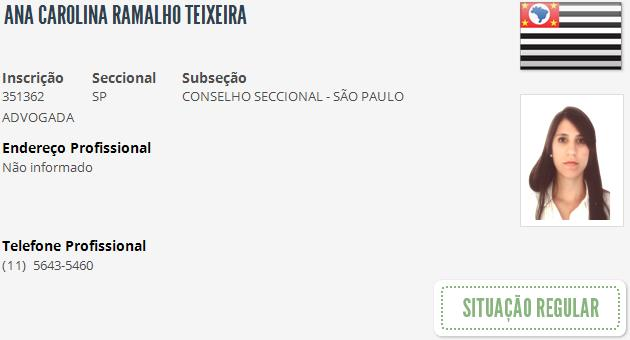 ANA CAROLINA RAMALHO TEIXEIRA
Inscrição Seccional Subseção
351362 SP CONSELHO SECCIONAL - SÃO PAULO
ADVOGADA
Endereço Profissional
Não informado
Telefone Profissional
(11) 5643-5460
SITUAÇÃO REGULAR